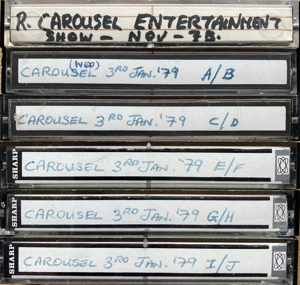 R. CAROUSEL ENTERTAINMENT
SHOW - NOV - 78.
(WED)
CAROUSEL 3RD JAN. '79 A/B
CAROUSEL 3RD JAN. '79 C/D
SHARP
CAROUSEL 3RD JAN '79 E/F
SHARP
CAROUSEL 3RD JAN. '79 G/H
SHARP
CAROUSEL 3RD JAN. '79 I/J